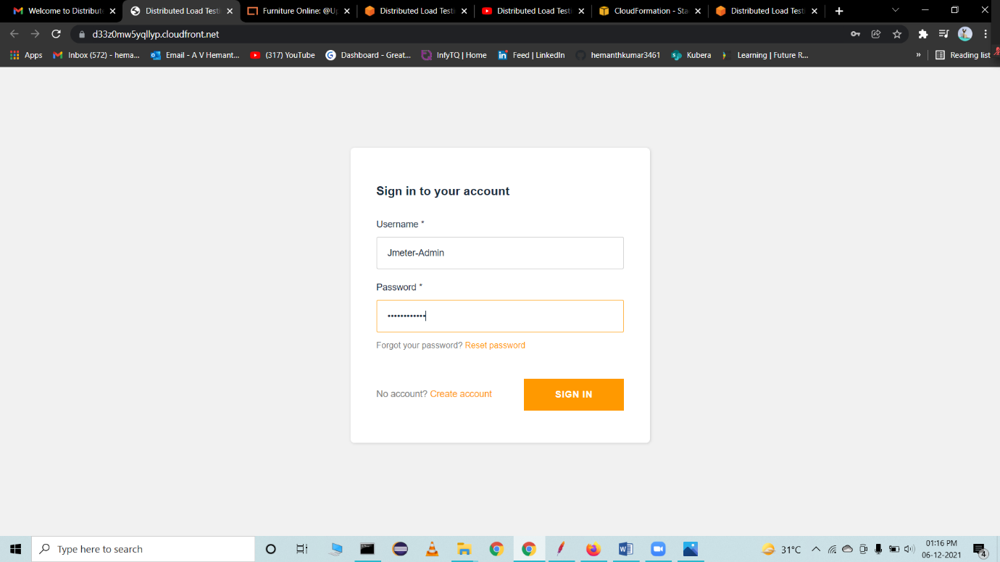 Welcome to Distribut
Distributed Load Testi
Furniture Online: @Up
Distributed Load Testi
Distributed Load Testi
CloudFormation - Sta
Distributed Load Test
d33z0mw5yqllyp.cloudfront.net
Apps
Inbox (572) - hema...
Email - A V Hemant...
(317) YouTube
Dashboard - Great...
InfyTQ | Home
Feed | LinkedIn
hemanthkumar3461
Kubera
Learning | Future R...
»
Reading list
Sign in to your account
Username *
Jmeter-Admin
Password *
••••••••••••
Forgot your password? Reset password
No account? Create account
SIGN IN
Type here to search
31°C
01:16 PM
06-12-2021
4